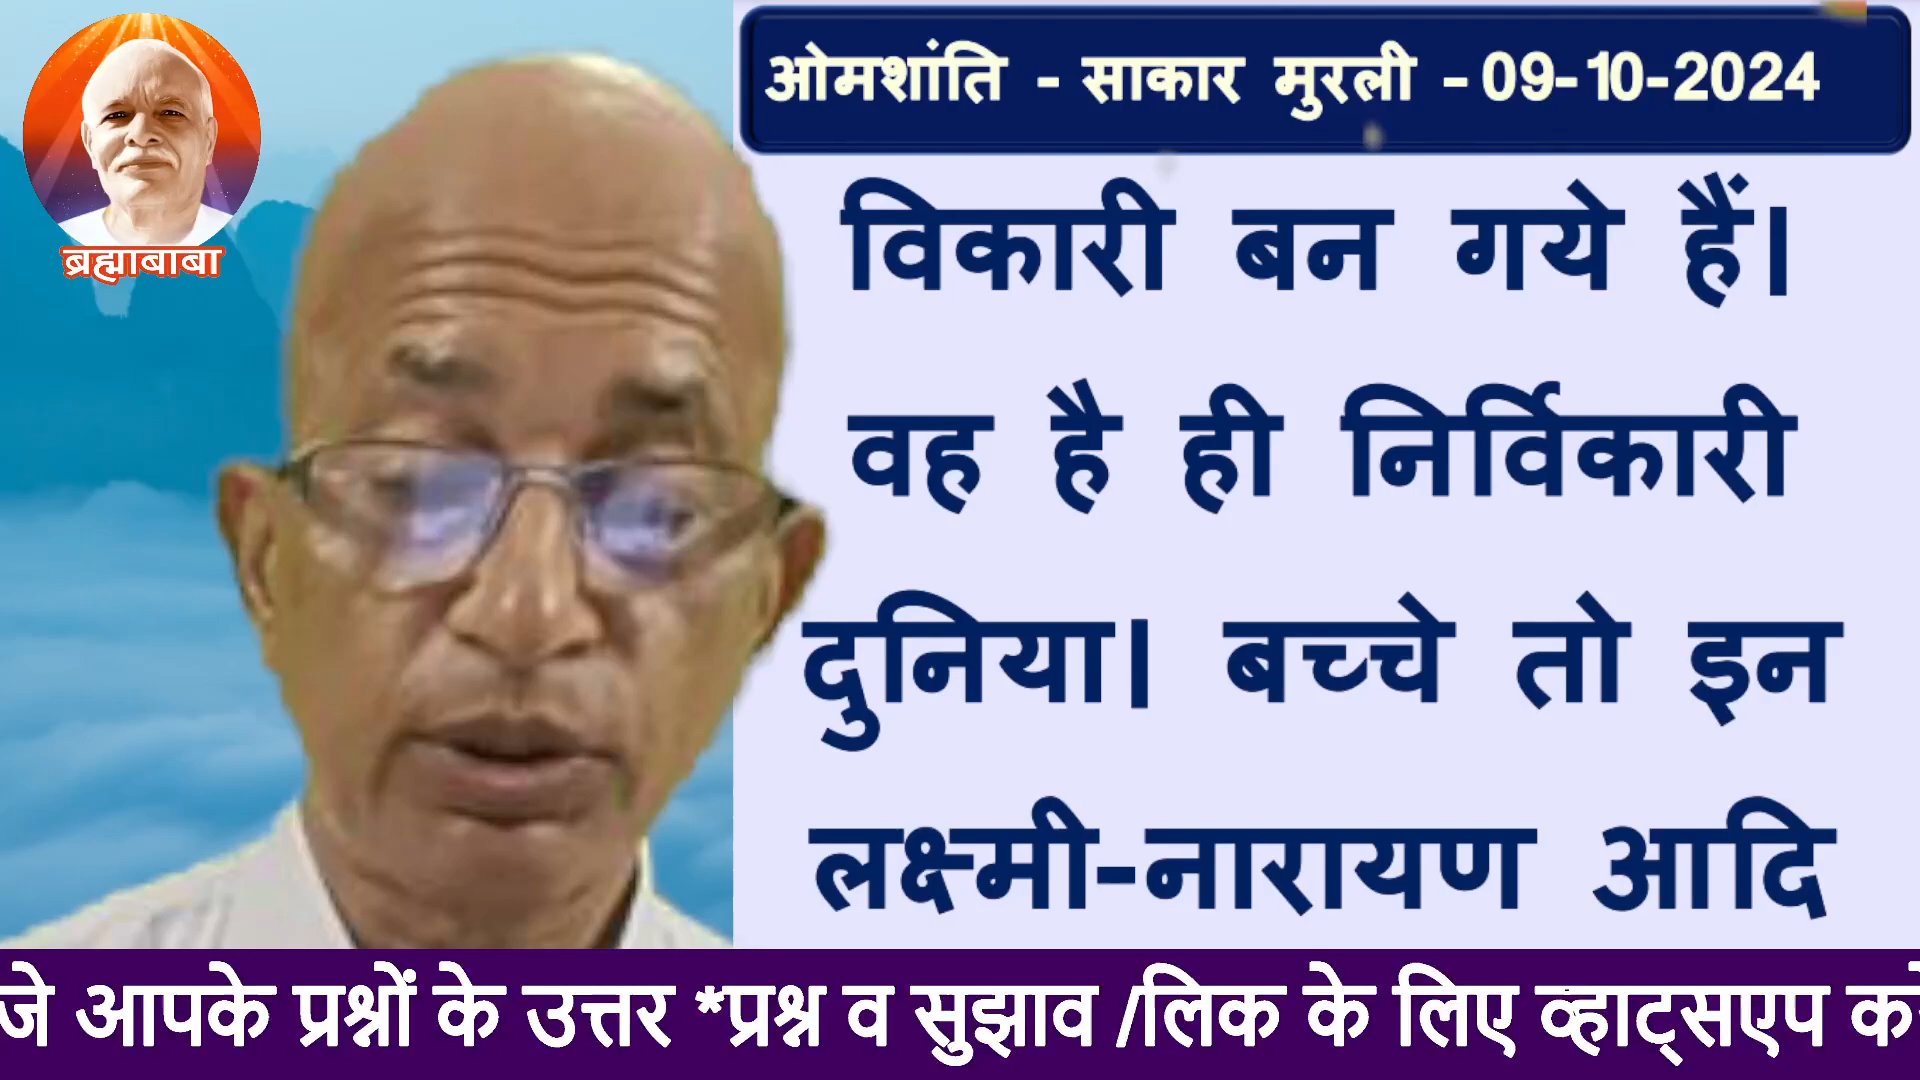 ओमशांति - साकार मुरली - 09-10-2024
ब्रह्माबाबा
विकारी बन गये हैं।
वह है ही निर्विकारी
दुनिया। बच्चे तो इन
लक्ष्मी-नारायण आदि
जे आपके प्रश्नों के उत्तर *प्रश्न व सुझाव /लिक के लिए व्हाट्सएप